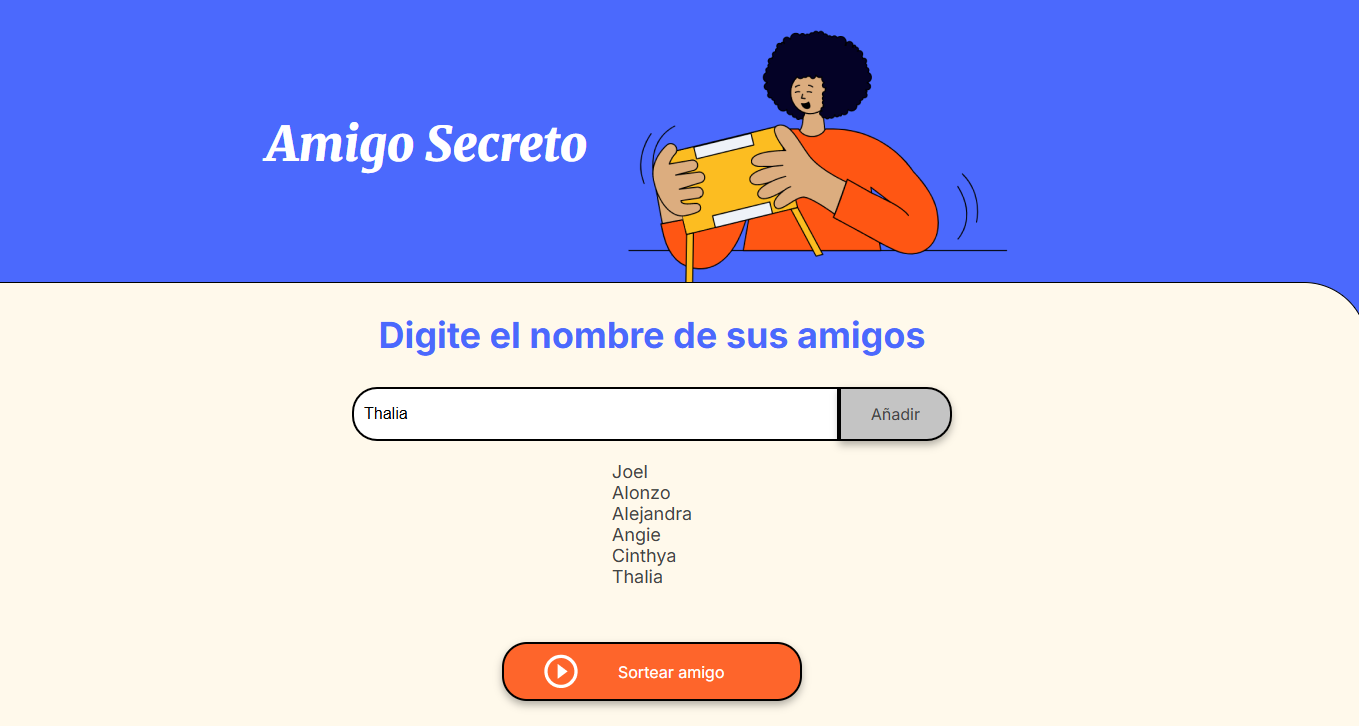 Amigo Secreto
Digite el nombre de sus amigos
Thalia
Añadir
Joel
Alonzo
Alejandra
Angie
Cinthya
Thalia
Sortear amigo